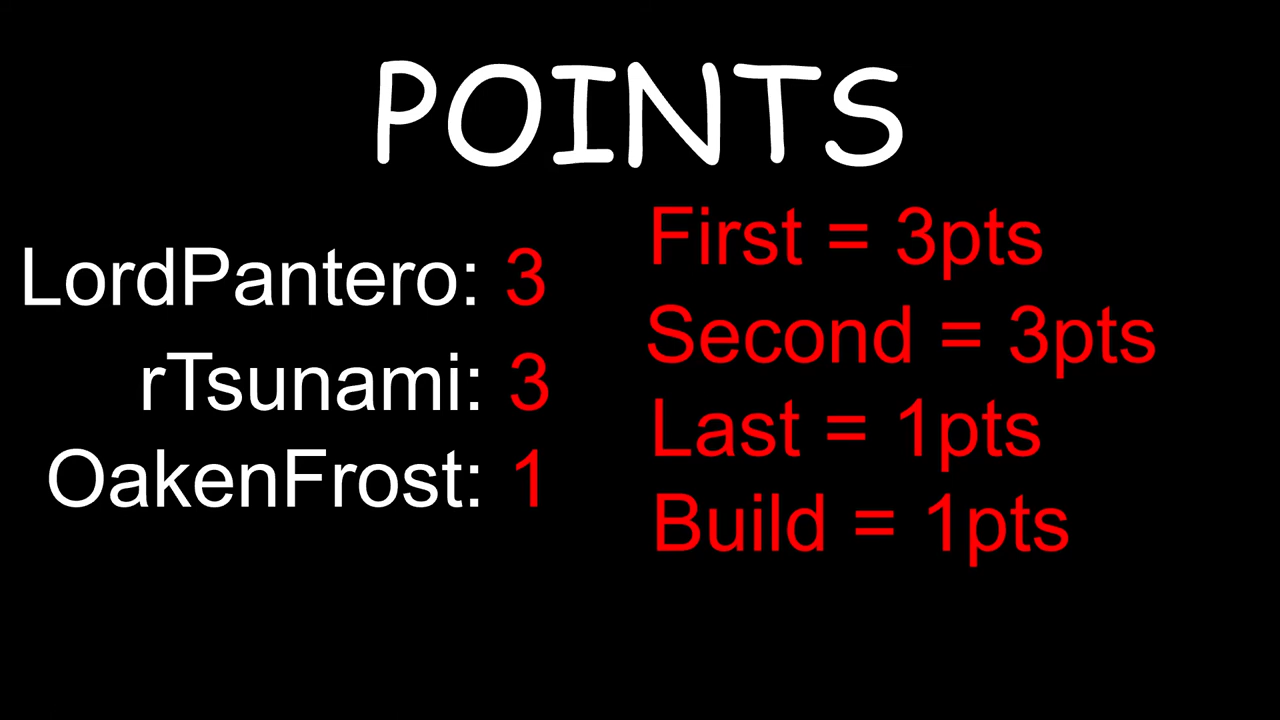 POINTS
LordPantero: 3
rTsunami: 3
OakenFrost: 1
First = 3pts
Second = 3pts
Last = 1pts
Build = 1pts